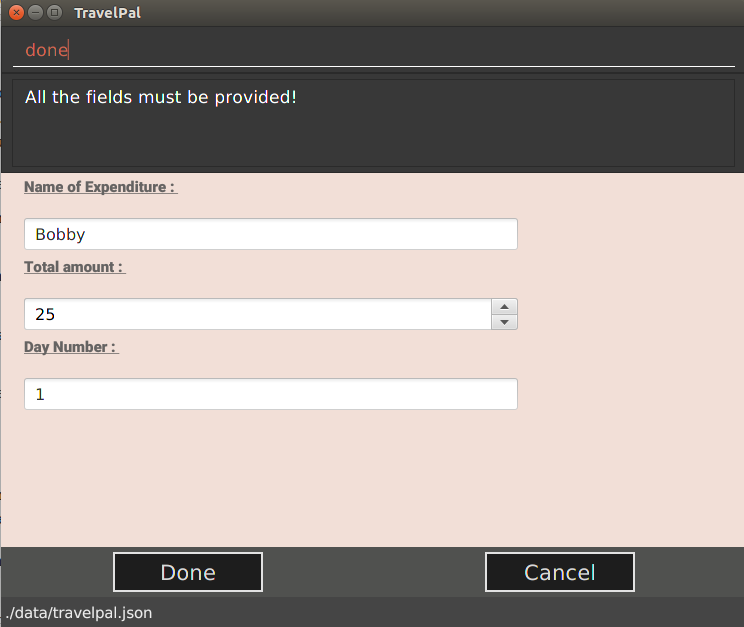 TravelPal
done
All the fields must be provided!
Name of Expenditure :
Bobby
Total amount :
25
Day Number :
1
Done Cancel
./data/travelpal.json